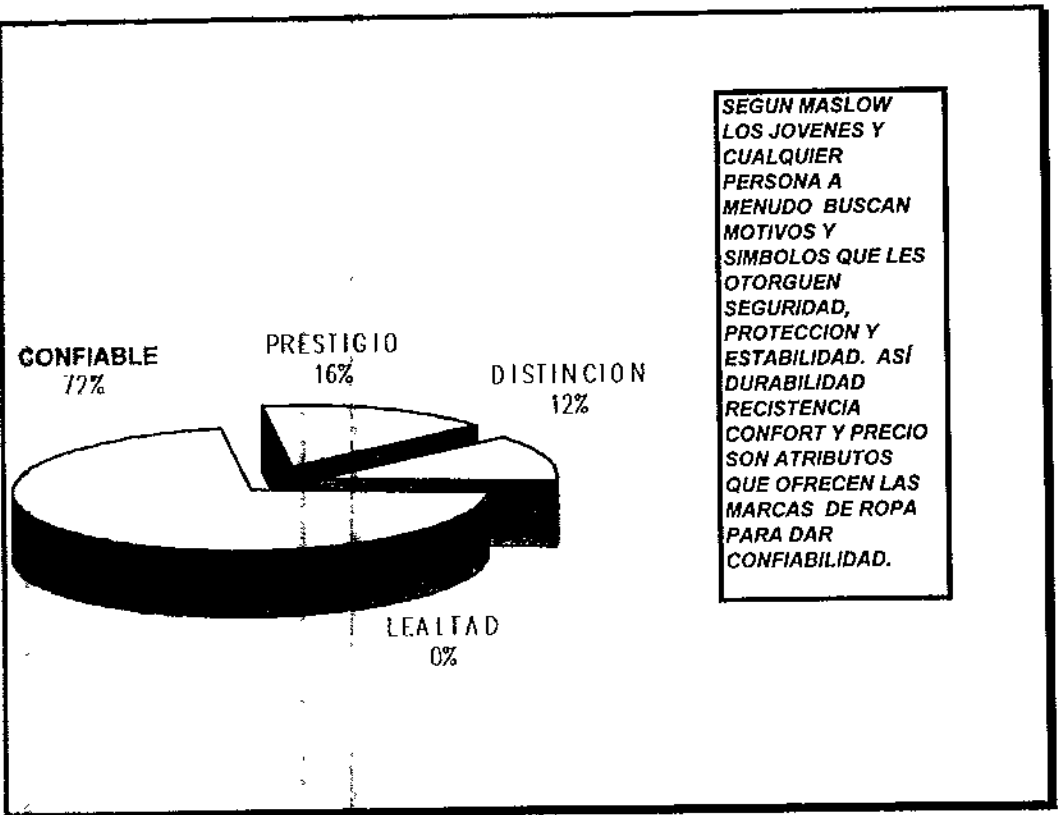 CONFIABLE
72%
PRESTIGIO
16%
DISTINCION
12%
LEALTAD
0%
SEGUN MASLOW
LOS JOVENES Y
CUALQUIER
PERSONA A
MENUDO BUSCAN
MOTIVOS Y
SIMBOLOS QUE LES
OTORGUEN
SEGURIDAD,
PROTECCION Y
ESTABILIDAD. ASÍ
DURABILIDAD
RECISTENCIA
CONFORT Y PRECIO
SON ATRIBUTOS
QUE OFRECEN LAS
MARCAS DE ROPA
PARA DAR
CONFIABILIDAD.